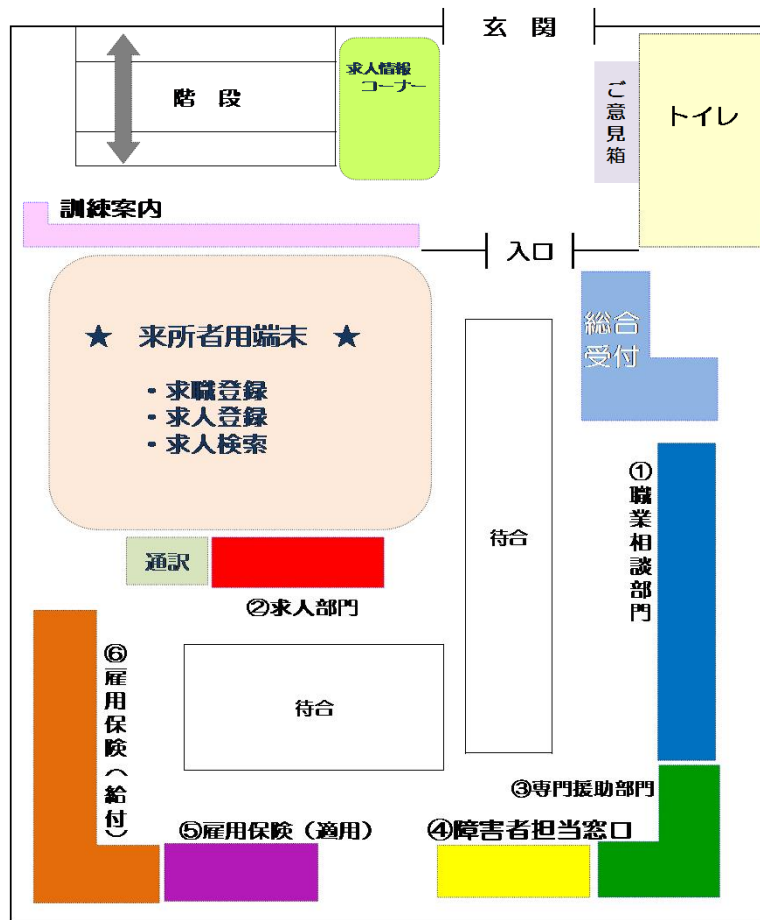 玄 関
階 段
求人情報
コーナー
ご意見箱
トイレ
訓練案内
入口
★ 来所者用端末 ★
・求職登録
・求人登録
・求人検索
総合
受付
①職業相談部門
待合
通訳
②求人部門
⑥雇用保険(給付)
待合
③専門援助部門
⑤雇用保険(適用)
④障害者担当窓口